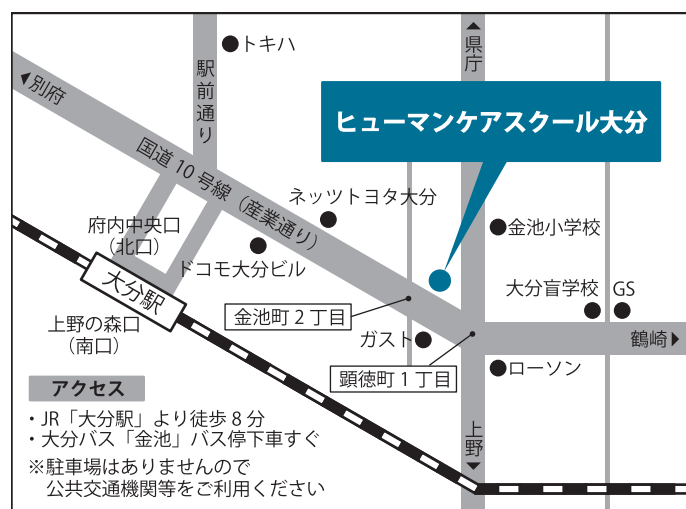 トキハ
県庁
駅前通り
別府
ヒューマンケアスクール大分
国道10号線（産業通り）
ネッツトヨタ大分
府内中央口
（北口）
金池小学校
ドコモ大分ビル
大分駅
大分盲学校
GS
金池町2丁目
上野の森口
（南口）
ガスト
鶴崎
顕徳町1丁目
ローソン
アクセス
・JR「大分駅」より徒歩8分
・大分バス「金池」バス停下車すぐ
上野
※駐車場はありませんので
公共交通機関等をご利用ください